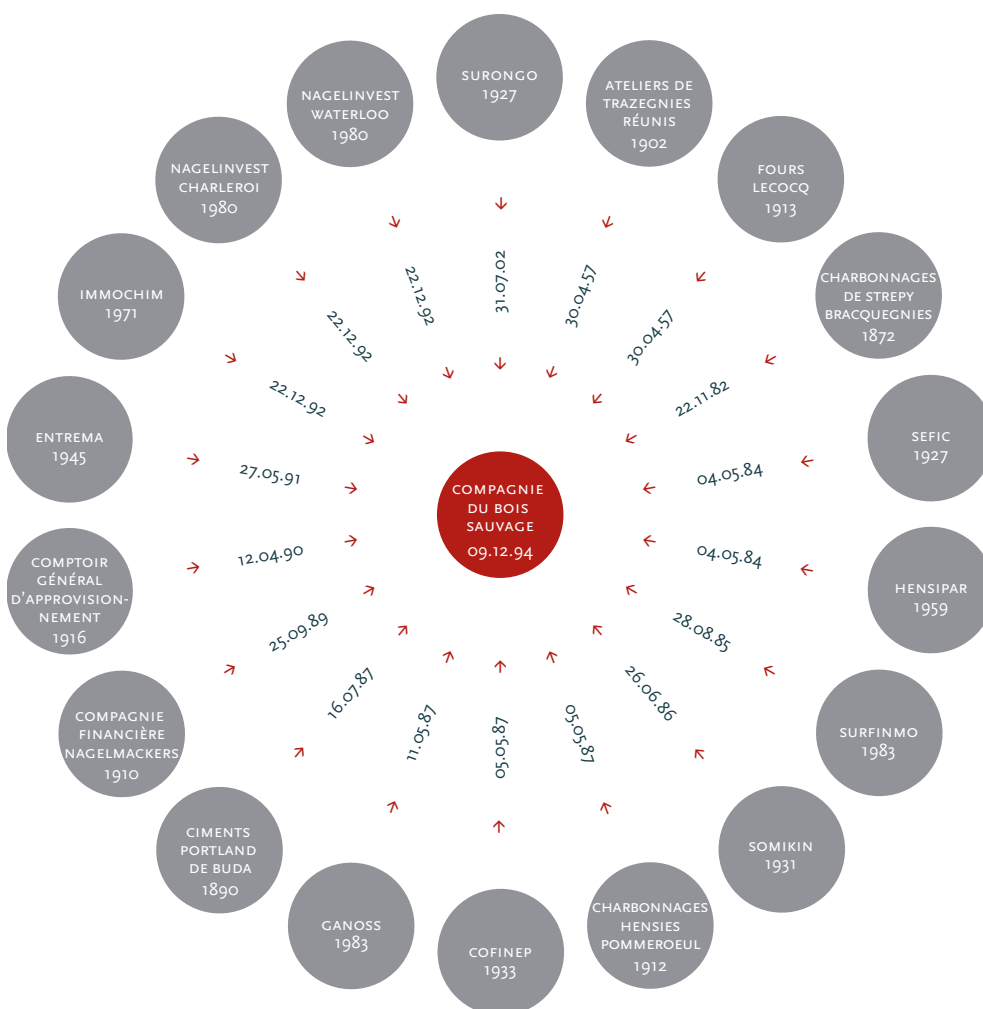 SURONGO
1927
ATELIERS DE
TRAZEGNIES
RÉUNIS
1902
FOURS
LECOCQ
1913
CHARBONNAGES
DE STREPY
BRACQUEGNIES
1872
SEFIC
1927
HENSIPAR
1959
SURFINMO
1983
SOMIKIN
1931
CHARBONNAGES
HENSIES
POMMEROEUL
1912
COFINEP
1933
GANOSS
1983
CIMENTS
PORTLAND
DE BUDA
1890
COMPAGNIE
FINANCIÈRE
NAGELMACKERS
1910
COMPTOIR
GÉNÉRAL
D'APPROVISION-
NEMENT
1916
ENTREMA
1945
IMMOCHIM
1971
NAGELINVEST
CHARLEROI
1980
NAGELINVEST
WATERLOO
1980
31.07.02
30.04.57
30.04.57
22.11.82
04.05.84
04.05.84
28.08.85
26.06.86
05.05.87
05.05.87
11.05.87
16.07.87
25.09.89
12.04.90
27.05.91
22.12.92
22.12.92
22.12.92
COMPAGNIE
DU BOIS
SAUVAGE
09.12.94